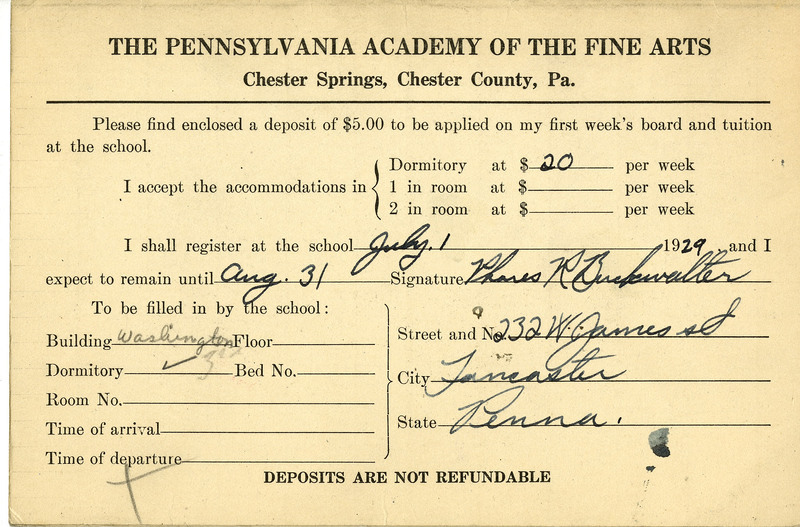 THE PENNSYLVANIA ACADEMY OF THE FINE ARTS
Chester Springs, Chester County, Pa.
Please find enclosed a deposit of $5.00 to be applied on my first week's board and tuition
at the school.
I accept the accommodations in
Dormitory at $ 20 per week
1 in room at $ per week
2 in room at $ per week
I shall register at the school July. 1 1929, and I
expect to remain until Aug. 31 Signature Phares R Buckwalter
To be filled in by the school:
Building Washington Floor
Dormitory ✓ 3rd Bed No.
Room No.
Time of arrival
Time of departure
Street and No. 232 W. James st
City Lancaster
State Penna.
DEPOSITS ARE NOT REFUNDABLE